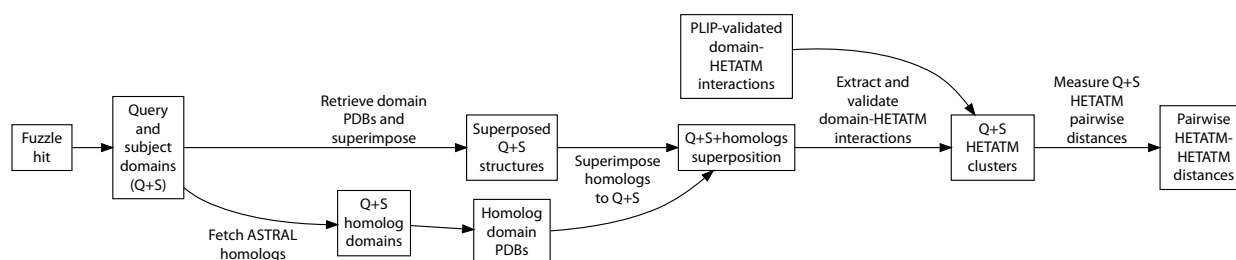 Fuzzle
hit
Query
and
subject
domains
(Q+S)
Retrieve domain
PDBs and
superimpose
Fetch ASTRAL
homologs
Superposed
Q+S
structures
Q+S
homolog
domains
Homolog
domain
PDBs
Superimpose
homologs
to Q+S
PLIP-validated
domain-
HETATM
interactions
Q+S+homologs
superposition
Extract and
validate
domain-HETATM
interactions
Q+S
HETATM
clusters
Measure Q+S
HETATM
pairwise
distances
Pairwise
HETATM-
HETATM
distances